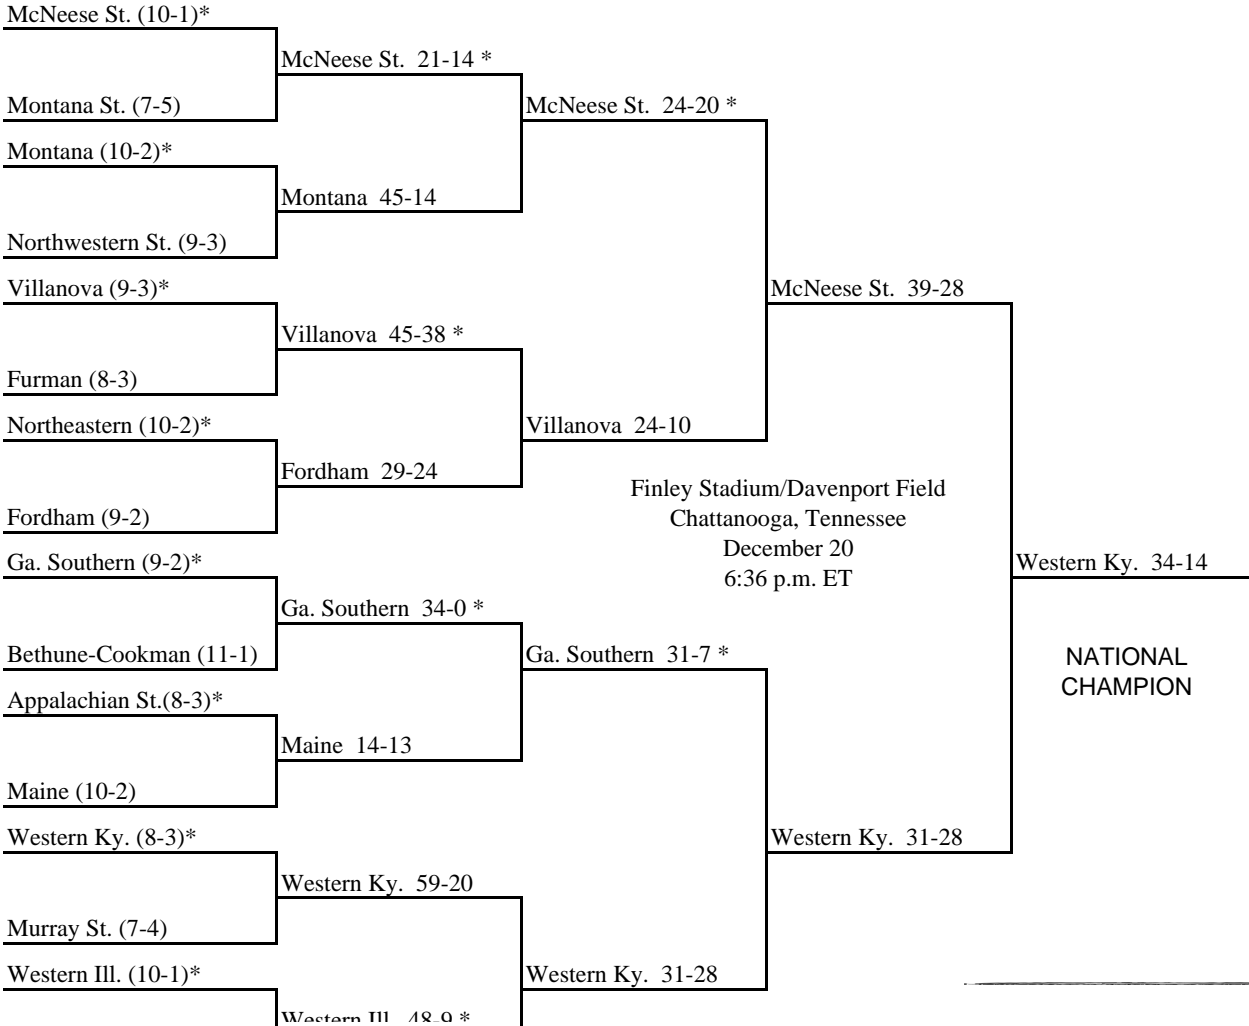 McNeese St. (10-1)*
McNeese St.  21-14 *
Montana St. (7-5)
McNeese St.  24-20 *
Montana (10-2)*
Montana  45-14
Northwestern St. (9-3)
Villanova (9-3)*
McNeese St.  39-28
Villanova  45-38 *
Furman (8-3)
Northeastern (10-2)*
Villanova  24-10
Fordham  29-24
Finley Stadium/Davenport Field
Chattanooga, Tennessee
December 20
6:36 p.m. ET
Fordham (9-2)
Ga. Southern (9-2)*
Western Ky.  34-14
Ga. Southern  34-0 *
Bethune-Cookman (11-1)
Ga. Southern  31-7 *
NATIONAL
CHAMPION
Appalachian St.(8-3)*
Maine  14-13
Maine (10-2)
Western Ky. (8-3)*
Western Ky.  31-28
Western Ky.  59-20
Murray St. (7-4)
Western Ill. (10-1)*
Western Ky.  31-28
Western Ill.  48-9 *